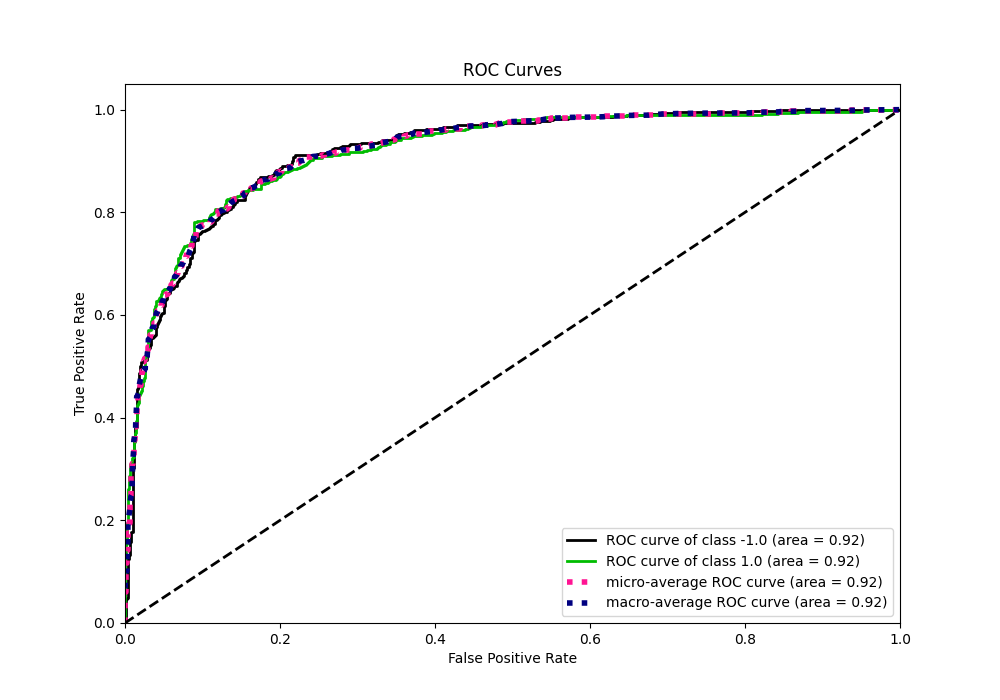 ROC Curves
True Positive Rate
1.0
0.8
0.6
0.4
0.2
0.0
0.0 0.2 0.4 0.6 0.8 1.0
False Positive Rate
ROC curve of class -1.0 (area = 0.92)
ROC curve of class 1.0 (area = 0.92)
micro-average ROC curve (area = 0.92)
macro-average ROC curve (area = 0.92)